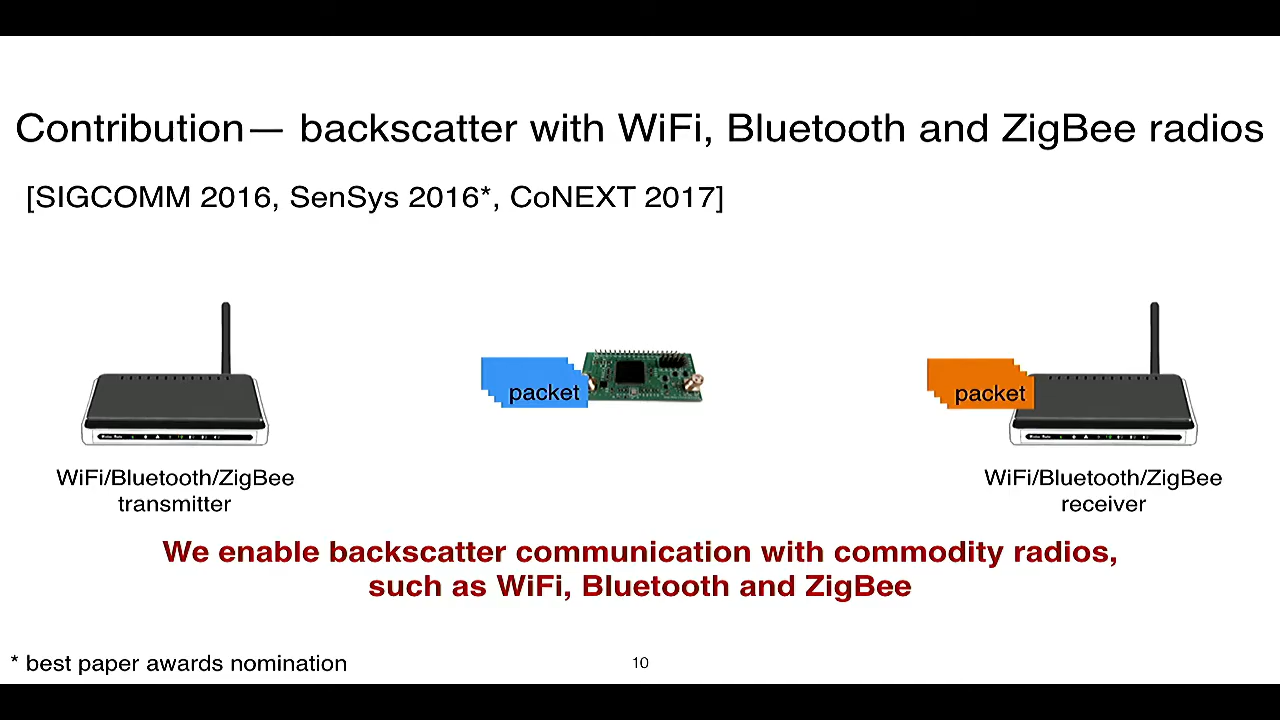 Contribution— backscatter with WiFi, Bluetooth and ZigBee radios
[SIGCOMM 2016, SenSys 2016*, CoNEXT 2017]
packet
packet
WiFi/Bluetooth/ZigBee
transmitter
WiFi/Bluetooth/ZigBee
receiver
We enable backscatter communication with commodity radios,
such as WiFi, Bluetooth and ZigBee
* best paper awards nomination
10